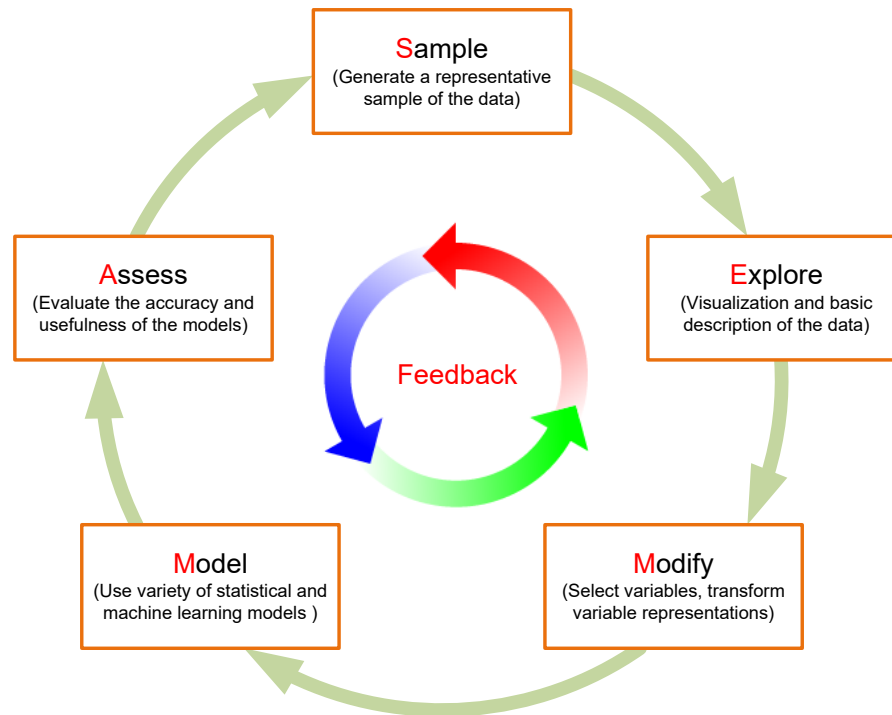 Sample
(Generate a representative
sample of the data)
Explore
(Visualization and basic
description of the data)
Modify
(Select variables, transform
variable representations)
Model
(Use variety of statistical and
machine learning models )
Assess
(Evaluate the accuracy and
usefulness of the models)
Feedback